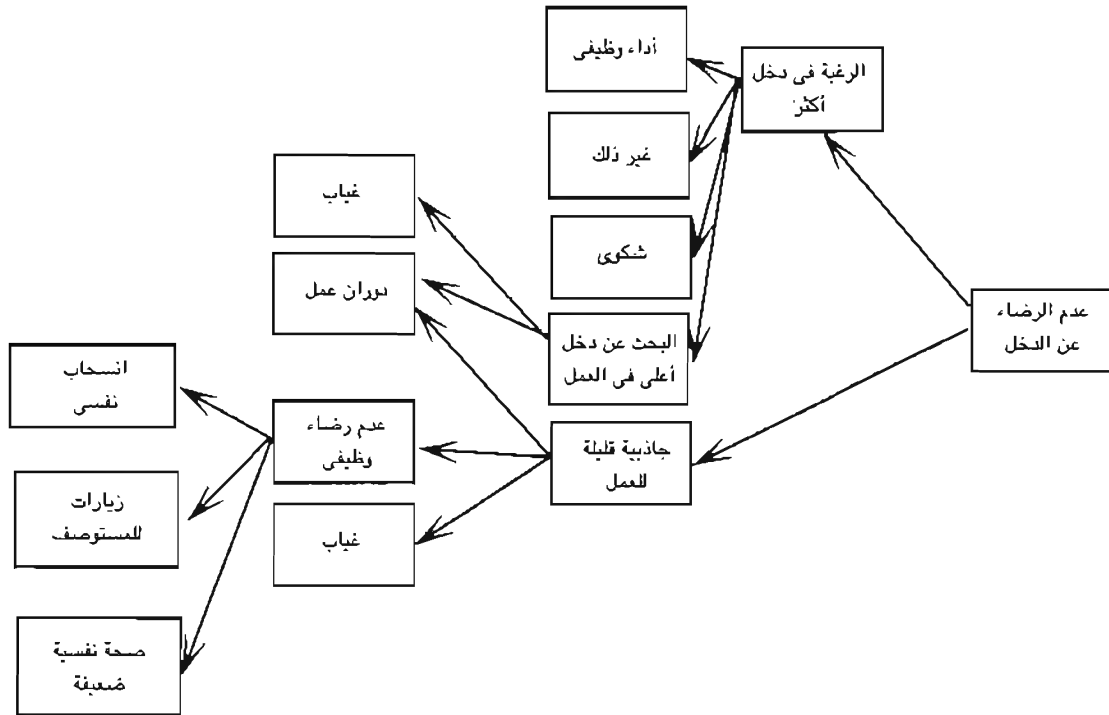 عدم الرضاء
عن الدخل
الرغبة فى دخل
أكثر
أداء وظيفى
غير ذلك
شكوى
البحث عن دخل
أعلى فى العمل
جاذبية قليلة
للعمل
غياب
دوران عمل
عدم رضاء
وظيفى
غياب
انسحاب
نفسى
زيارات
للمستوصف
صحة نفسية
ضعيفة